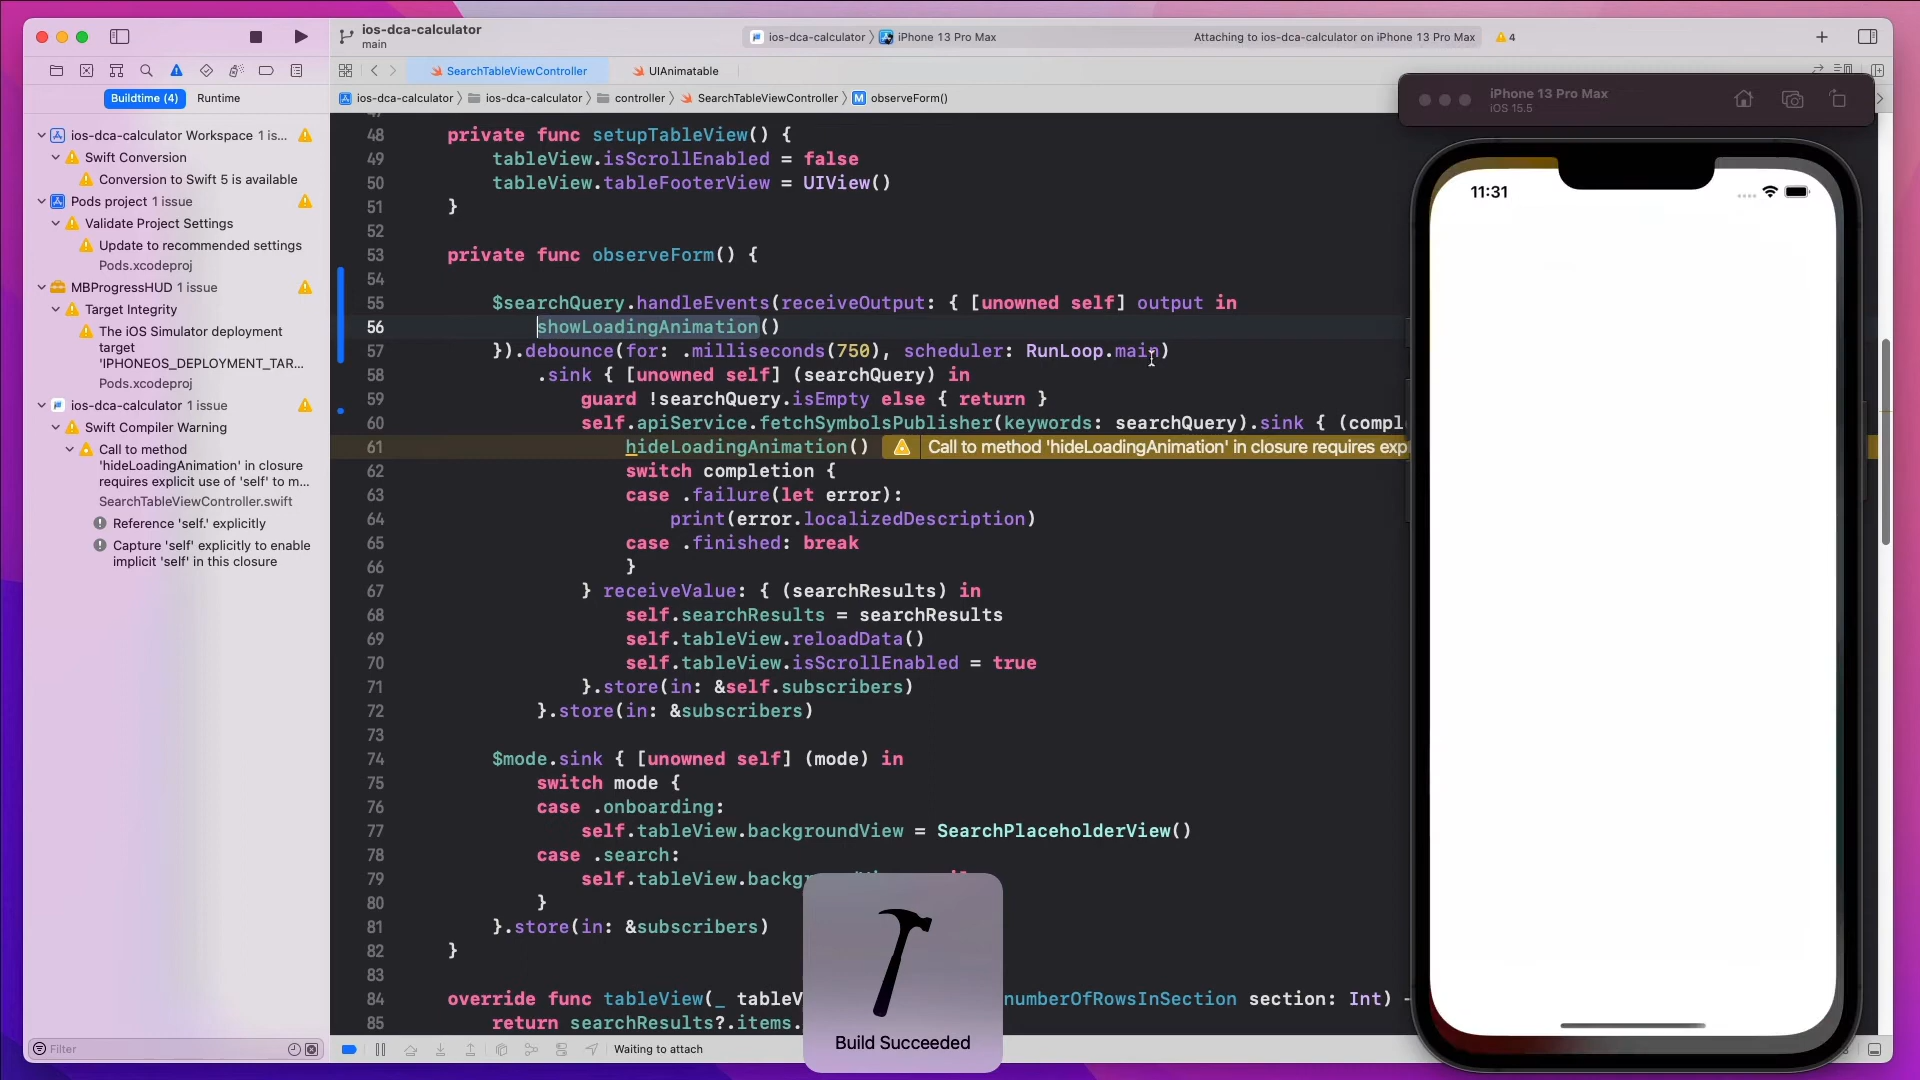 ios-dca-calculator
main
ios-dca-calculator
iPhone 13 Pro Max
Attaching to ios-dca-calculator on iPhone 13 Pro Max
4
SearchTableViewController
UIAnimatable
Buildtime (4)
Runtime
ios-dca-calculator
ios-dca-calculator
controller
SearchTableViewController
M
observeForm()
ios-dca-calculator Workspace 1 is...
Swift Conversion
Conversion to Swift 5 is available
Pods project 1 issue
Validate Project Settings
Update to recommended settings
Pods.xcodeproj
MBProgressHUD 1 issue
Target Integrity
The iOS Simulator deployment
target
'IPHONEOS_DEPLOYMENT_TAR...
Pods.xcodeproj
ios-dca-calculator 1 issue
Swift Compiler Warning
Call to method
'hideLoadingAnimation' in closure
requires explicit use of 'self' to m...
SearchTableViewController.swift
Reference 'self.' explicitly
Capture 'self' explicitly to enable
implicit 'self' in this closure
Filter
48 private func setupTableView() {
49 tableView.isScrollEnabled = false
50 tableView.tableFooterView = UIView()
51 }
52
53 private func observeForm() {
54
55 $searchQuery.handleEvents(receiveOutput: { [unowned self] output in
56 showLoadingAnimation()
57 }).debounce(for: .milliseconds(750), scheduler: RunLoop.main)
58 .sink { [unowned self] (searchQuery) in
59 guard !searchQuery.isEmpty else { return }
60 self.apiService.fetchSymbolsPublisher(keywords: searchQuery).sink { (compl
61 hideLoadingAnimation() Call to method 'hideLoadingAnimation' in closure requires exp
62 switch completion {
63 case .failure(let error):
64 print(error.localizedDescription)
65 case .finished: break
66 }
67 } receiveValue: { (searchResults) in
68 self.searchResults = searchResults
69 self.tableView.reloadData()
70 self.tableView.isScrollEnabled = true
71 }.store(in: &self.subscribers)
72 }.store(in: &subscribers)
73
74 $mode.sink { [unowned self] (mode) in
75 switch mode {
76 case .onboarding:
77 self.tableView.backgroundView = SearchPlaceholderView()
78 case .search:
79 self.tableView.backgr
80 }
81 }.store(in: &subscribers)
82 }
83
84 override func tableView(_ tableV numberOfRowsInSection section: Int) -
85 return searchResults?.items.
Build Succeeded
Waiting to attach
iPhone 13 Pro Max
iOS 15.5
11:31